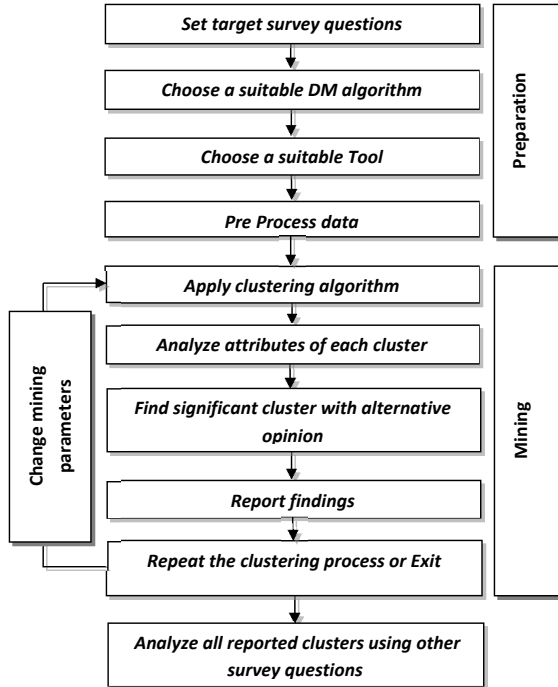 Set target survey questions
Choose a suitable DM algorithm
Choose a suitable Tool
Pre Process data
Preparation
Apply clustering algorithm
Analyze attributes of each cluster
Find significant cluster with alternative
opinion
Report findings
Repeat the clustering process or Exit
Change mining
parameters
Mining
Analyze all reported clusters using other
survey questions